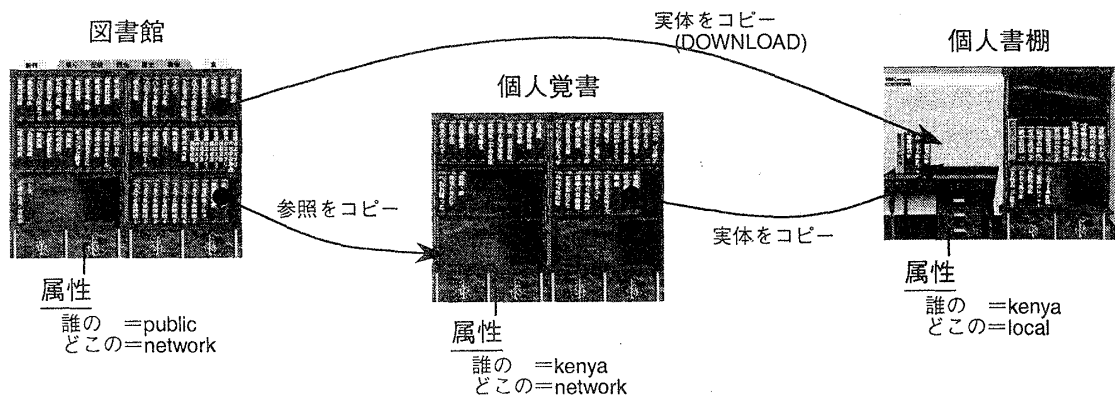 図書館
実体をコピー
(DOWNLOAD)
個人書棚
個人覚書
参照をコピー
実体をコピー
属性
誰の =public
どこの=network
属性
誰の =kenya
どこの=network
属性
誰の =kenya
どこの=local